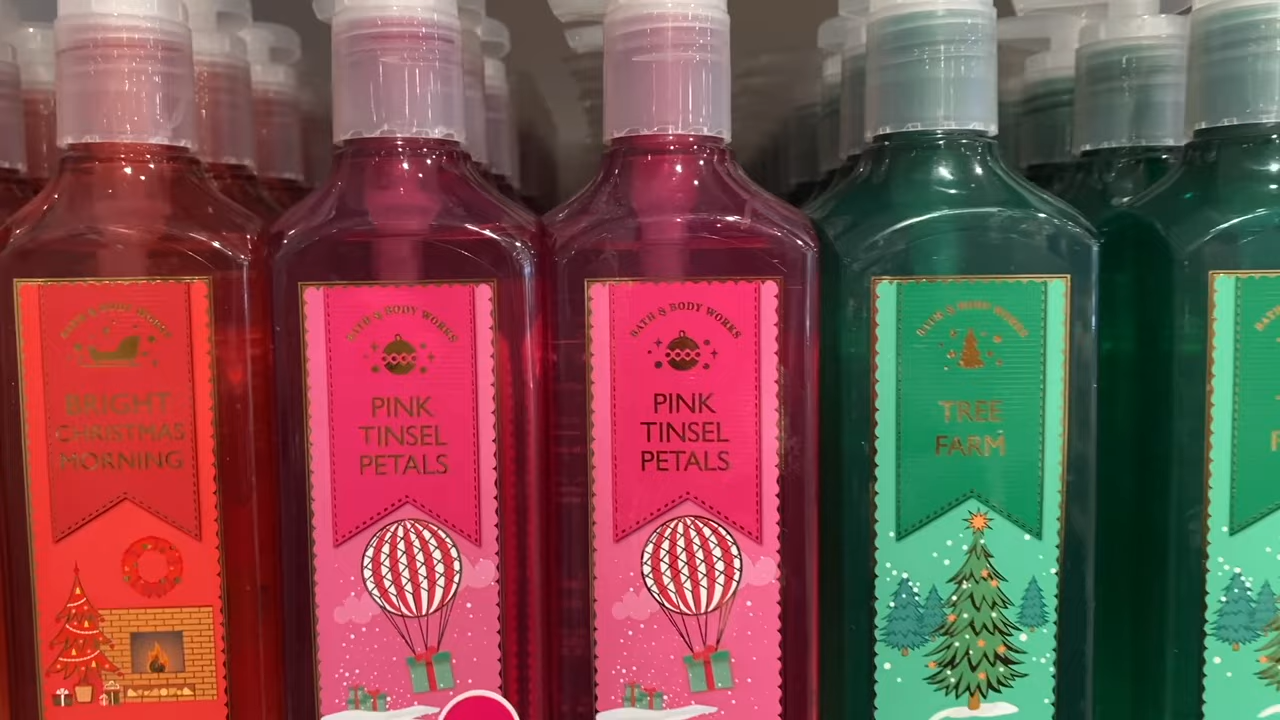 BATH & BODY WORKS
BRIGHT
CHRISTMAS
MORNING
BATH & BODY WORKS
PINK
TINSEL
PETALS
BATH & BODY WORKS
PINK
TINSEL
PETALS
BATH & BODY WORKS
TREE
FARM